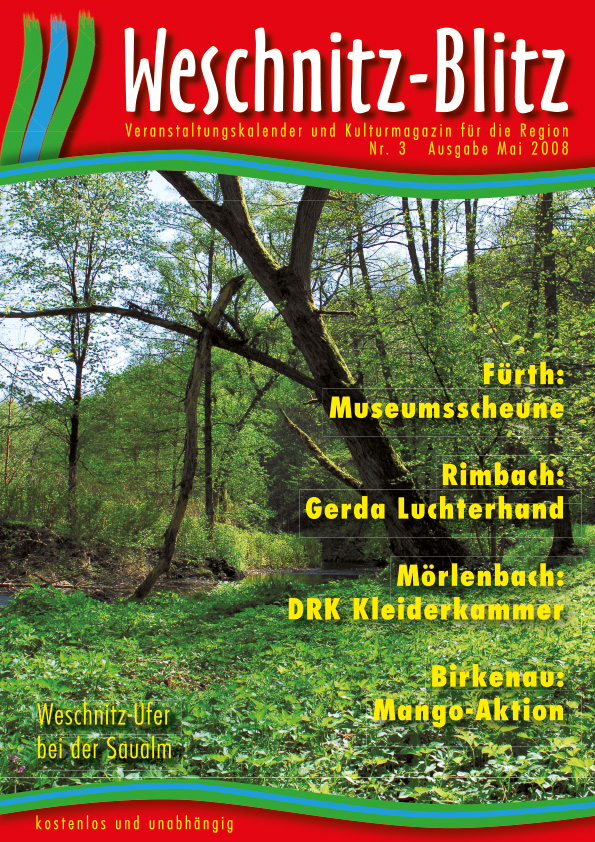 Weschnitz-Blitz
Veranstaltungskalender und Kulturmagazin für die Region
Nr. 3 Ausgabe Mai 2008
Fürth:
Museumsscheune
Rimbach:
Gerda Luchterhand
Mörlenbach:
DRK Kleiderkammer
Birkenau:
Mango-Aktion
Weschnitz-Ufer
bei der Saualm
kostenlos und unabhängig